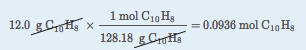 12.0 g C₁₀H₈ × 1 mol C₁₀H₈ / 128.18 g C₁₀H₈ = 0.0936 mol C₁₀H₈